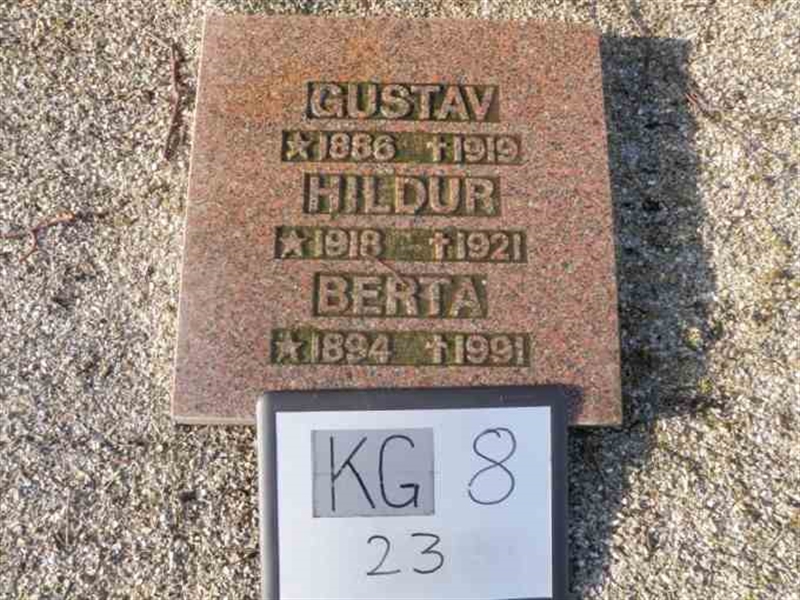 GUSTAV
★1886 †1919
HILDUR
★1918 †1921
BERTA
★1894 †1991
KG 8
23